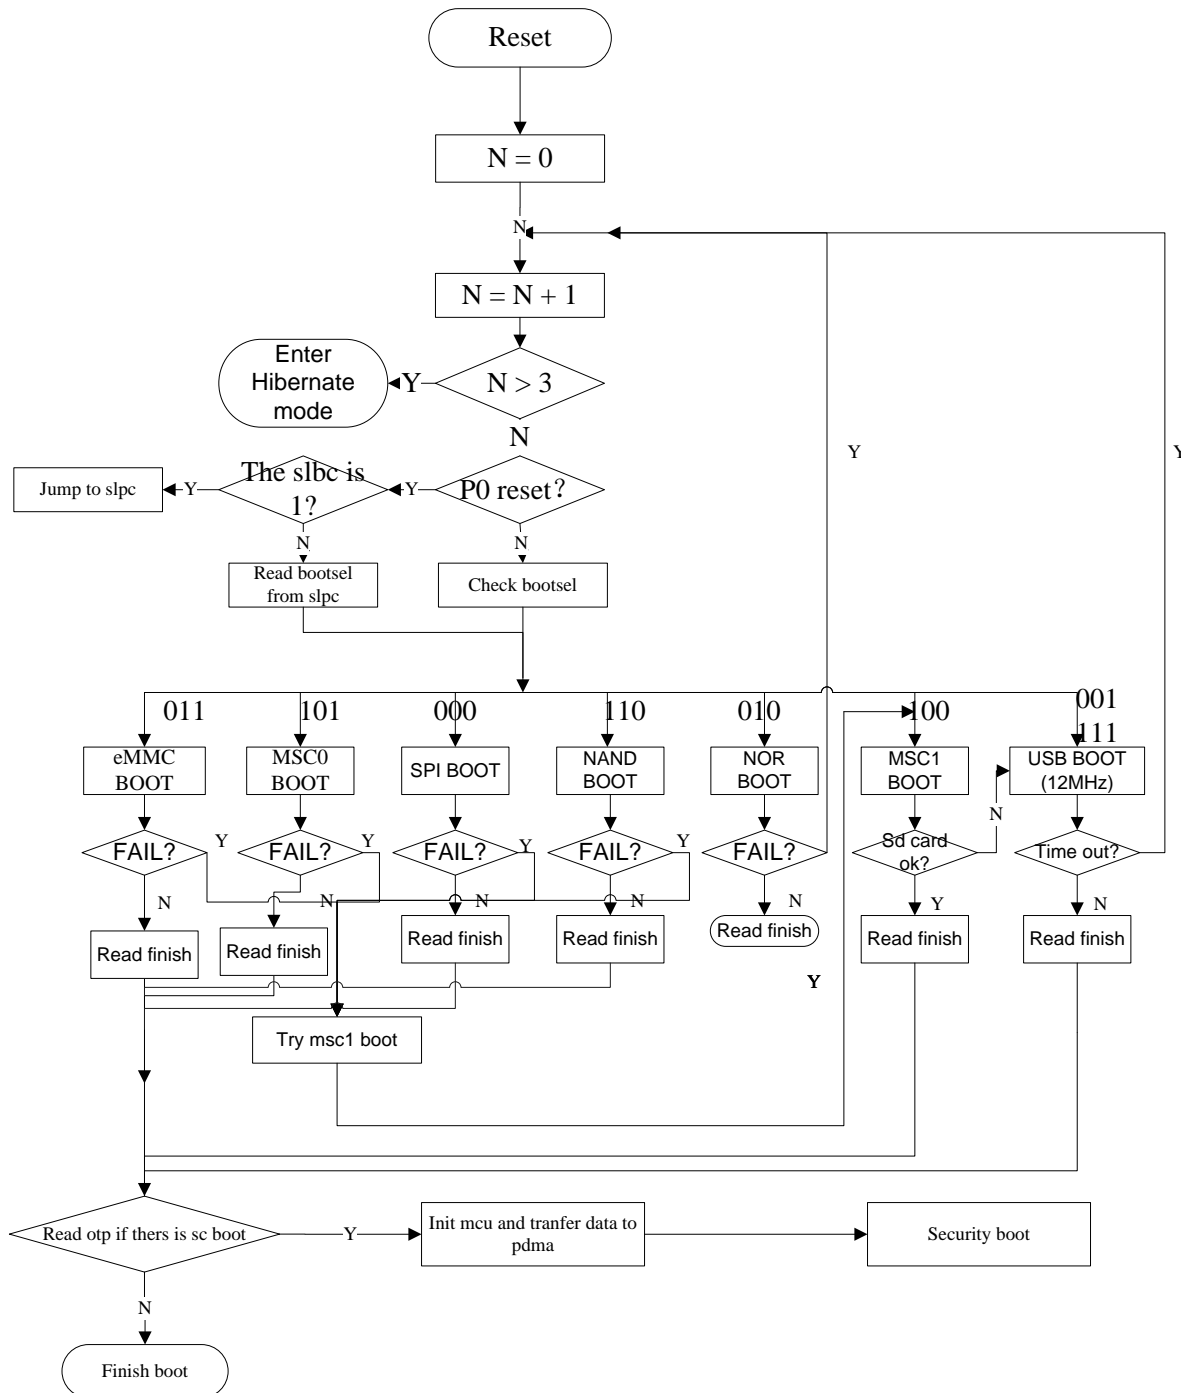 Reset
N = 0
N
N = N + 1
Enter
Hibernate
mode
Y
N > 3
N
Y
Y
Jump to slpc
Y
The slbc is
1?
Y
P0 reset?
N
N
Read bootsel
from slpc
Check bootsel
011
101
000
110
010
100
001
111
eMMC
BOOT
MSC0
BOOT
SPI BOOT
NAND
BOOT
NOR
BOOT
MSC1
BOOT
USB BOOT
(12MHz)
N
FAIL?
Y
FAIL?
Y
FAIL?
Y
FAIL?
Y
FAIL?
Sd card
ok?
Time out?
N
N
N
N
N
Y
N
Read finish
Read finish
Read finish
Read finish
Read finish
Read finish
Read finish
Y
Try msc1 boot
Read otp if thers is sc boot
Y
Init mcu and tranfer data to
pdma
Security boot
N
Finish boot